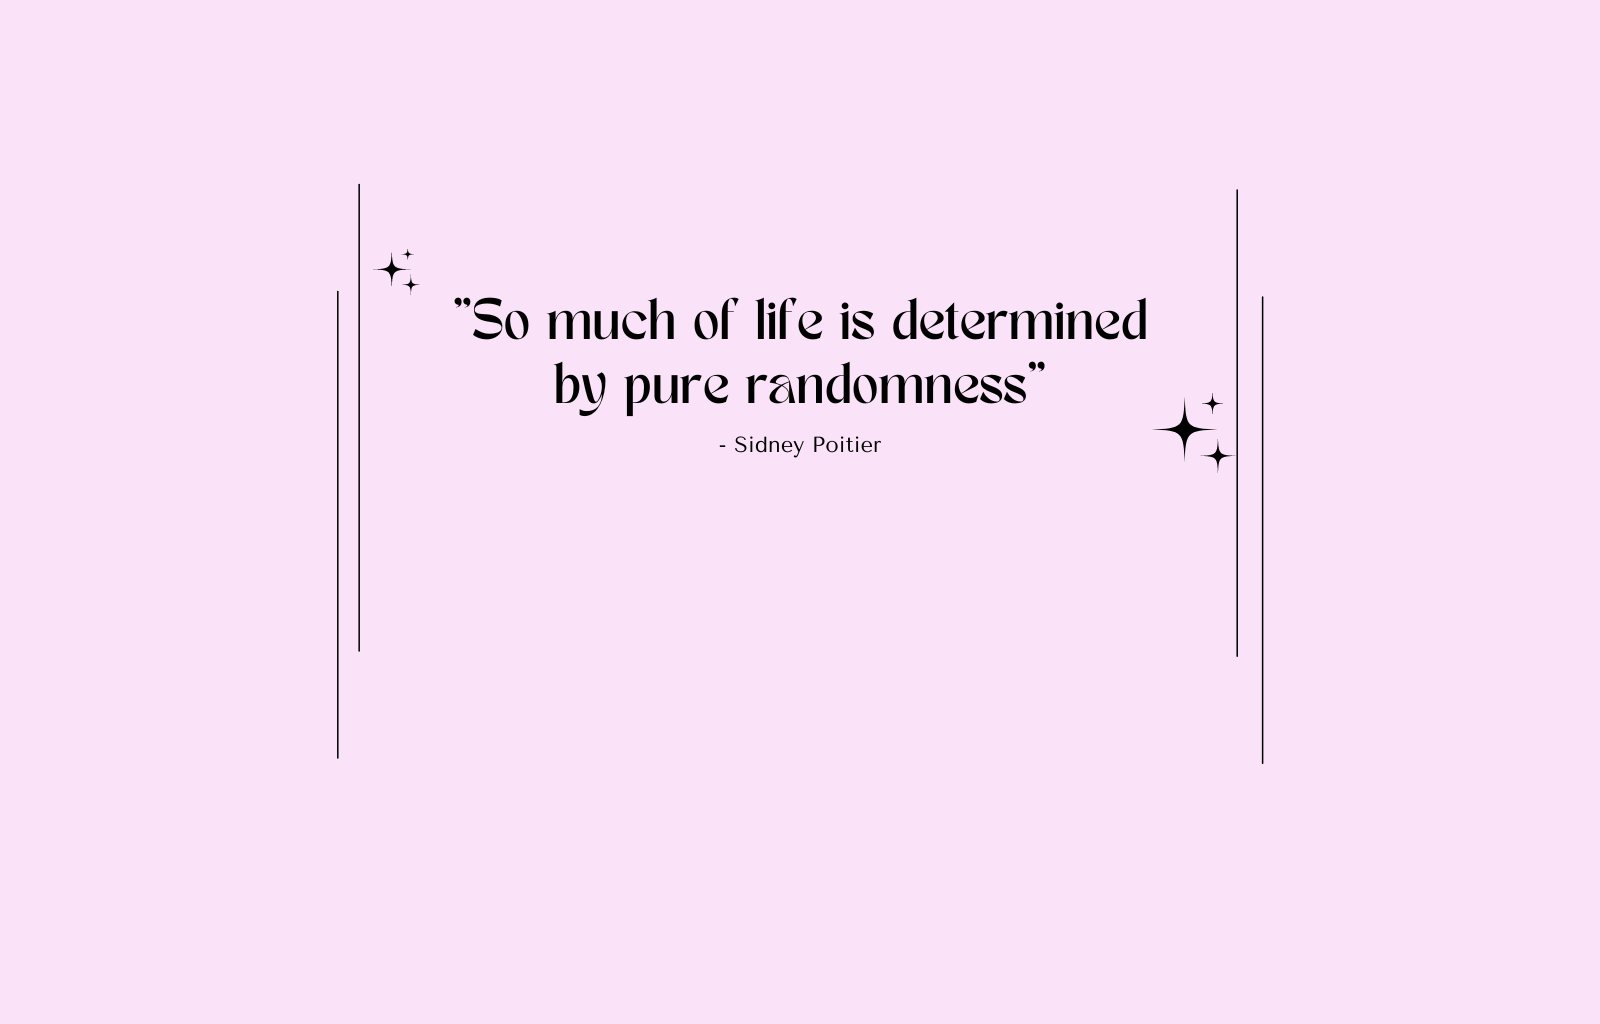 ”So much of life is determined
by pure randomness”
- Sidney Poitier